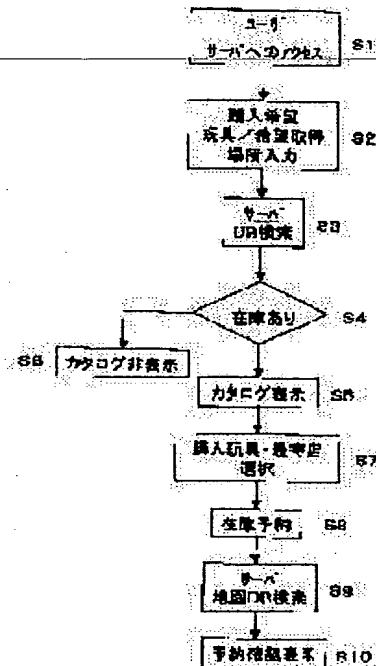 ユーザ
サーバへのアクセス
S1
購入希望
玩具/希望取得
場所入力
S2
サーバ
DB検索
S3
在庫あり
S4
S6
カタログ非表示
カタログ表示
S5
購入玩具・最寄店
選択
S7
在庫予約
S8
サーバ
地図DB検索
S9
予約確認表示
S10